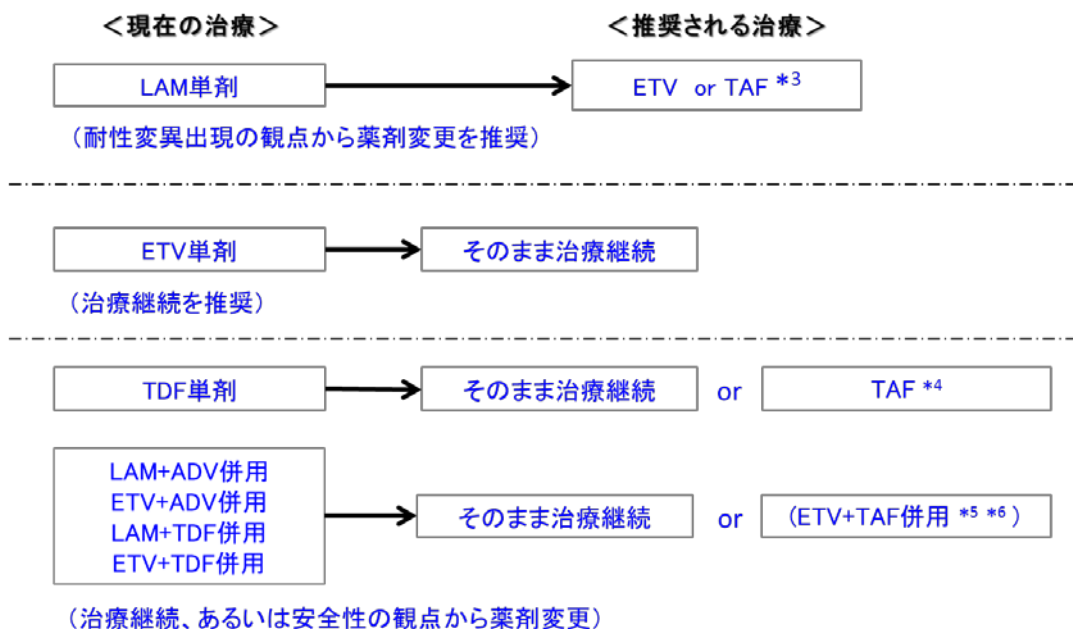 ＜現在の治療＞ ＜推奨される治療＞
LAM単剤 ETV or TAF *3
（耐性変異出現の観点から薬剤変更を推奨）
ETV単剤 そのまま治療継続
（治療継続を推奨）
TDF単剤 そのまま治療継続 or TAF *4
LAM+ADV併用
ETV+ADV併用
LAM+TDF併用
ETV+TDF併用
そのまま治療継続 or （ETV+TAF併用 *5 *6）
（治療継続、あるいは安全性の観点から薬剤変更）